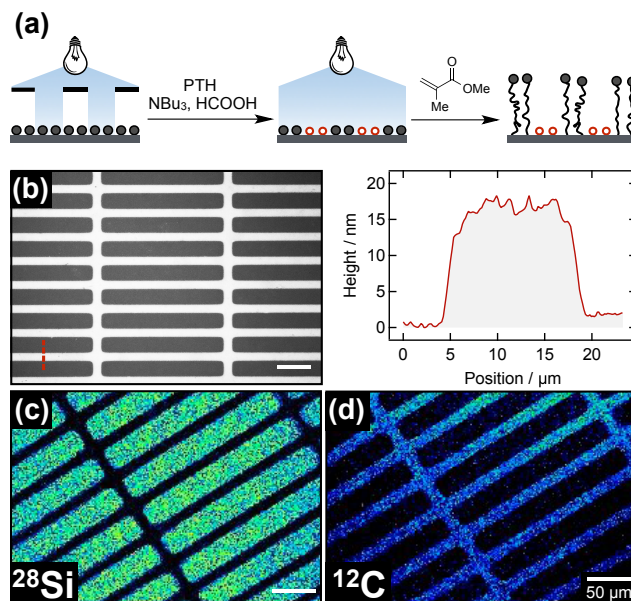 (a)
PTH
NBu₃, HCOOH
O
OMe
Me
(b)
Height / nm
20
15
10
5
0
0
5
10
15
20
Position / µm
(c)
²⁸Si
(d)
¹²C
50 µm